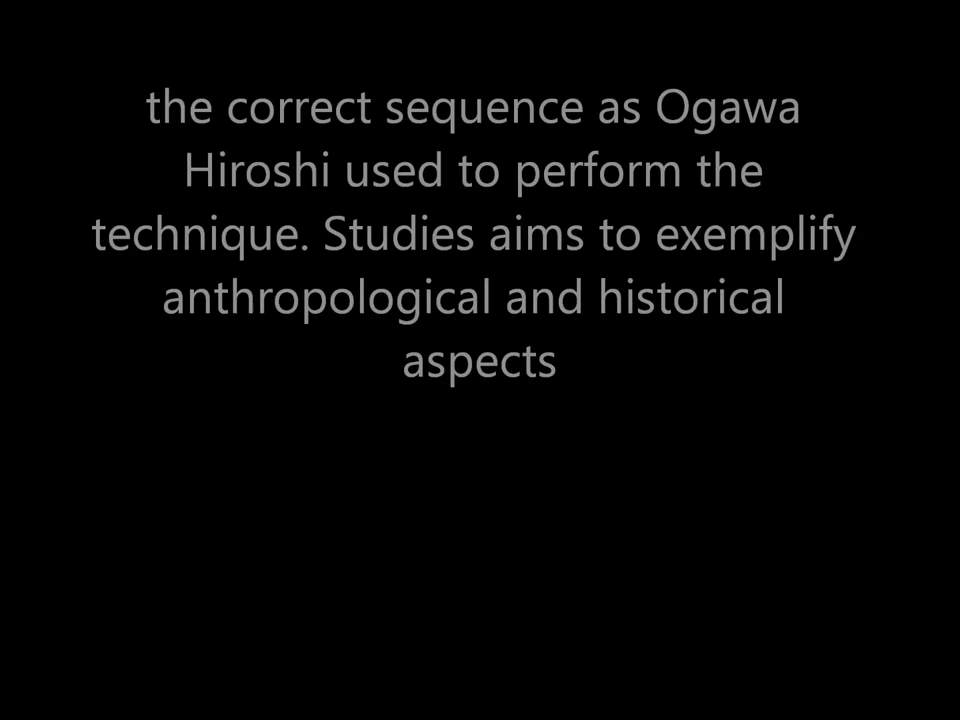 the correct sequence as Ogawa
Hiroshi used to perform the
technique. Studies aims to exemplify
anthropological and historical
aspects